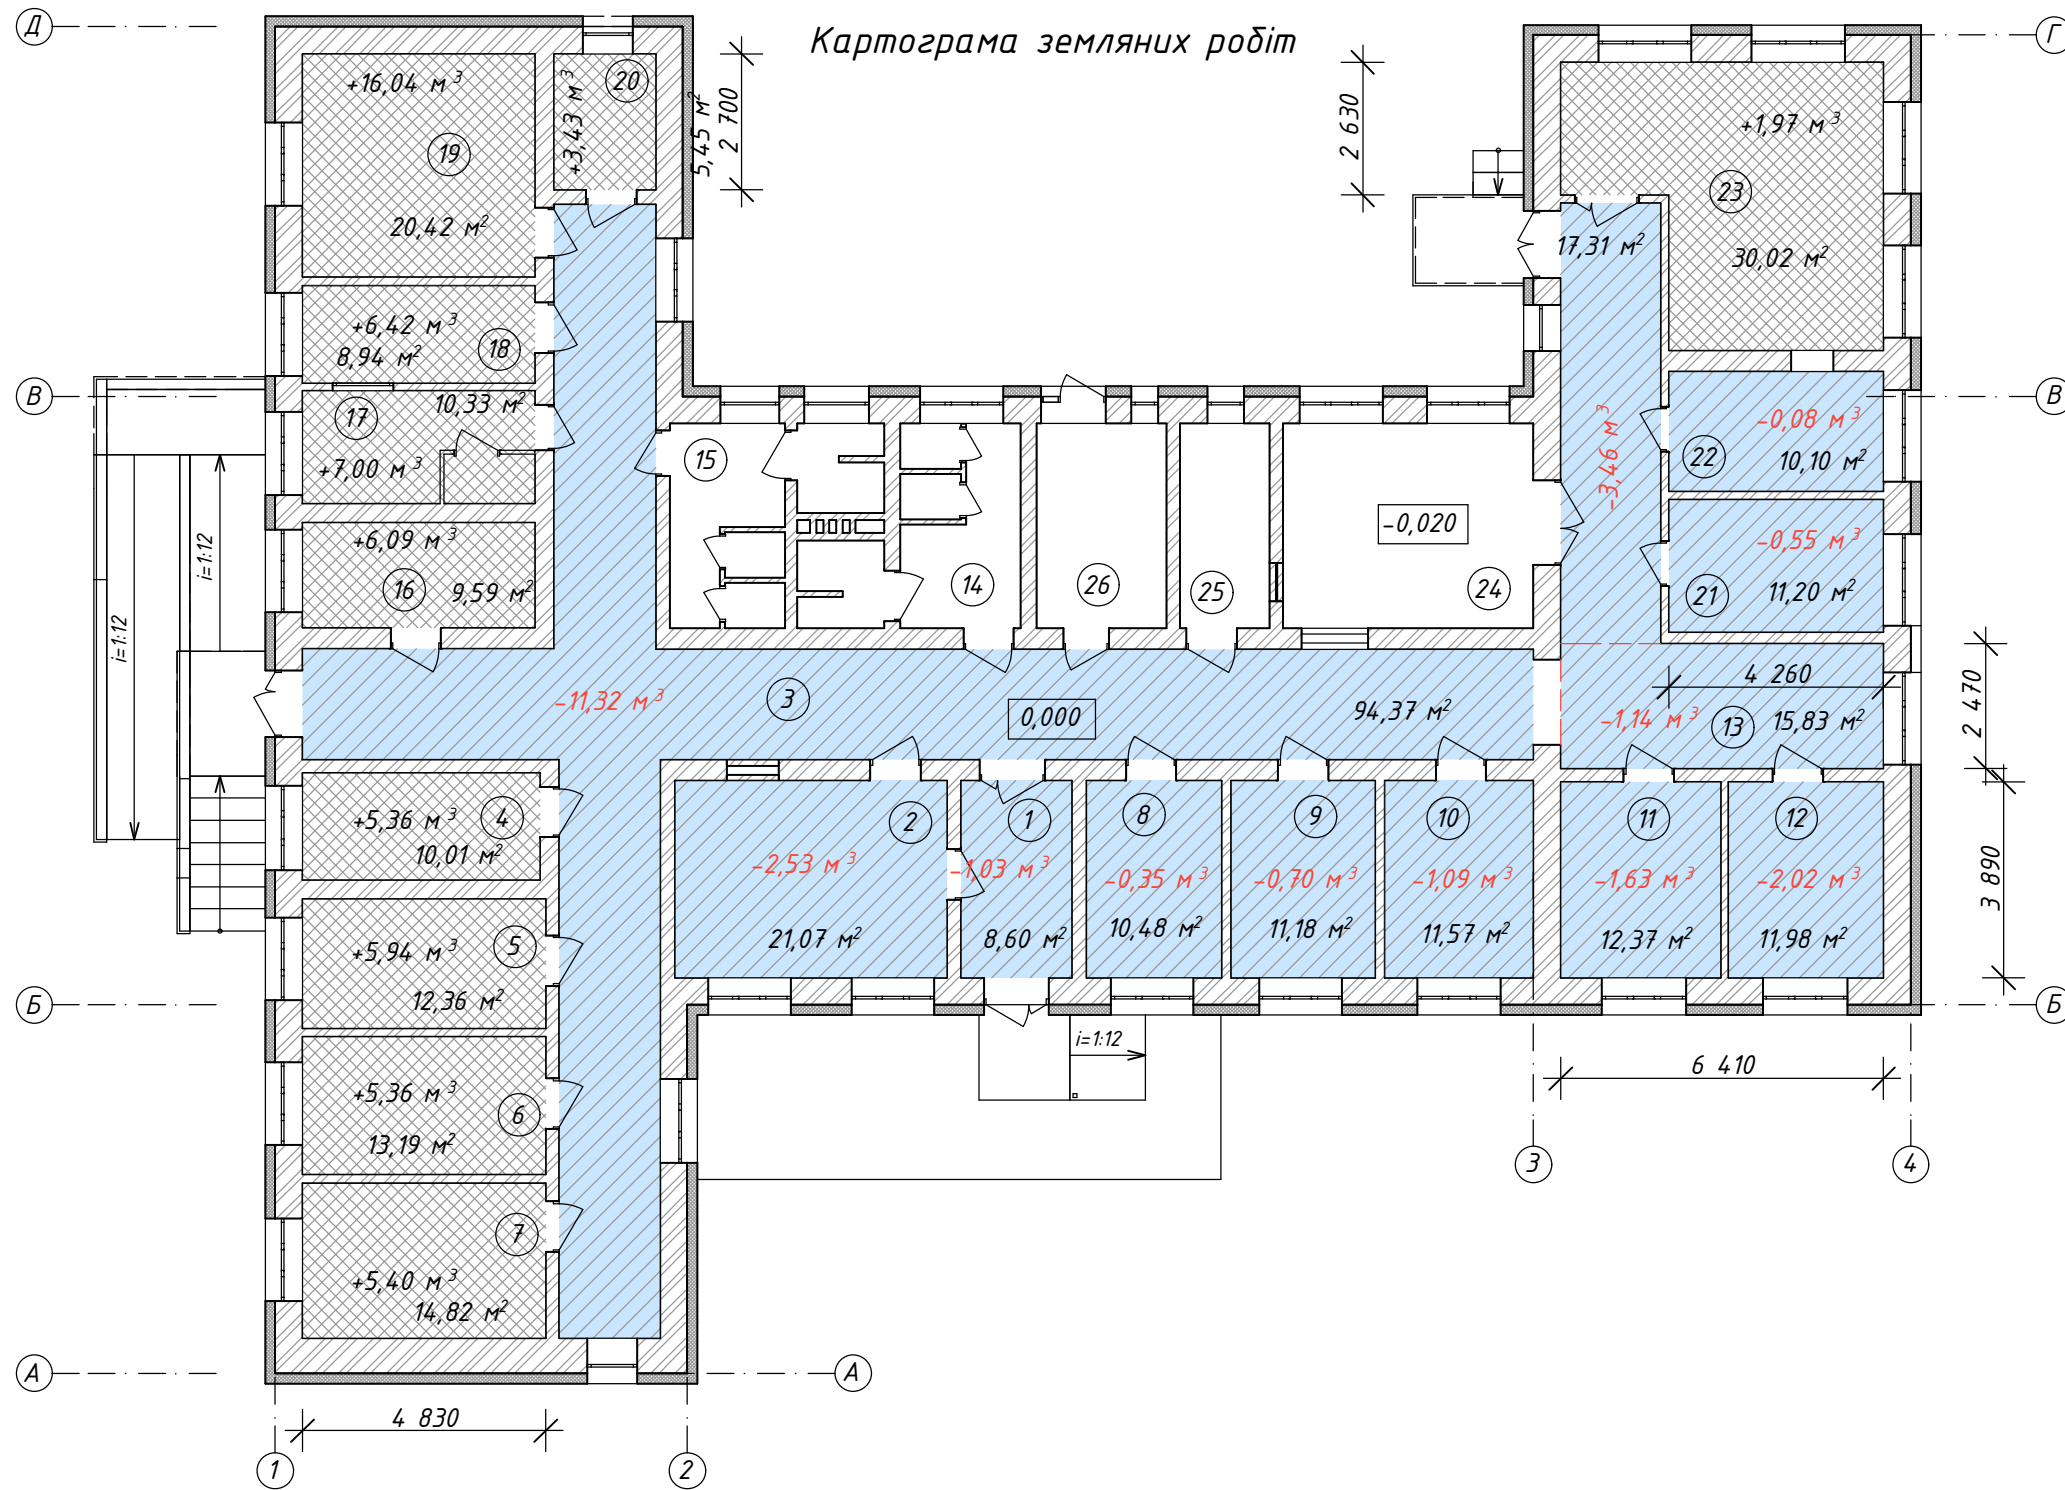 Картограма земляних робіт
Д
Г
+16,04 м³
19
20,42 м²
+3,43 м³
20
5,45 м²
2 700
2 630
+1,97 м³
23
17,31 м²
30,02 м²
+6,42 м³
8,94 м²
18
В
17
10,33 м²
+7,00 м³
15
-3,46 м³
-0,08 м³
22
10,10 м²
В
-0,020
+6,09 м³
16
9,59 м²
14
26
25
24
-0,55 м³
21
11,20 м²
i=1:12
i=1:12
-11,32 м³
3
0,000
94,37 м²
4 260
-1,14 м³
13
15,83 м²
2 470
+5,36 м³
4
10,01 м²
2
-2,53 м³
21,07 м²
1
-1,03 м³
8,60 м²
8
-0,35 м³
10,48 м²
9
-0,70 м³
11,18 м²
10
-1,09 м³
11,57 м²
11
-1,63 м³
12,37 м²
12
-2,02 м³
11,98 м²
3 890
+5,94 м³
5
12,36 м²
Б
Б
i=1:12
+5,36 м³
6
13,19 м²
6 410
3
4
7
+5,40 м³
14,82 м²
А
А
4 830
1
2